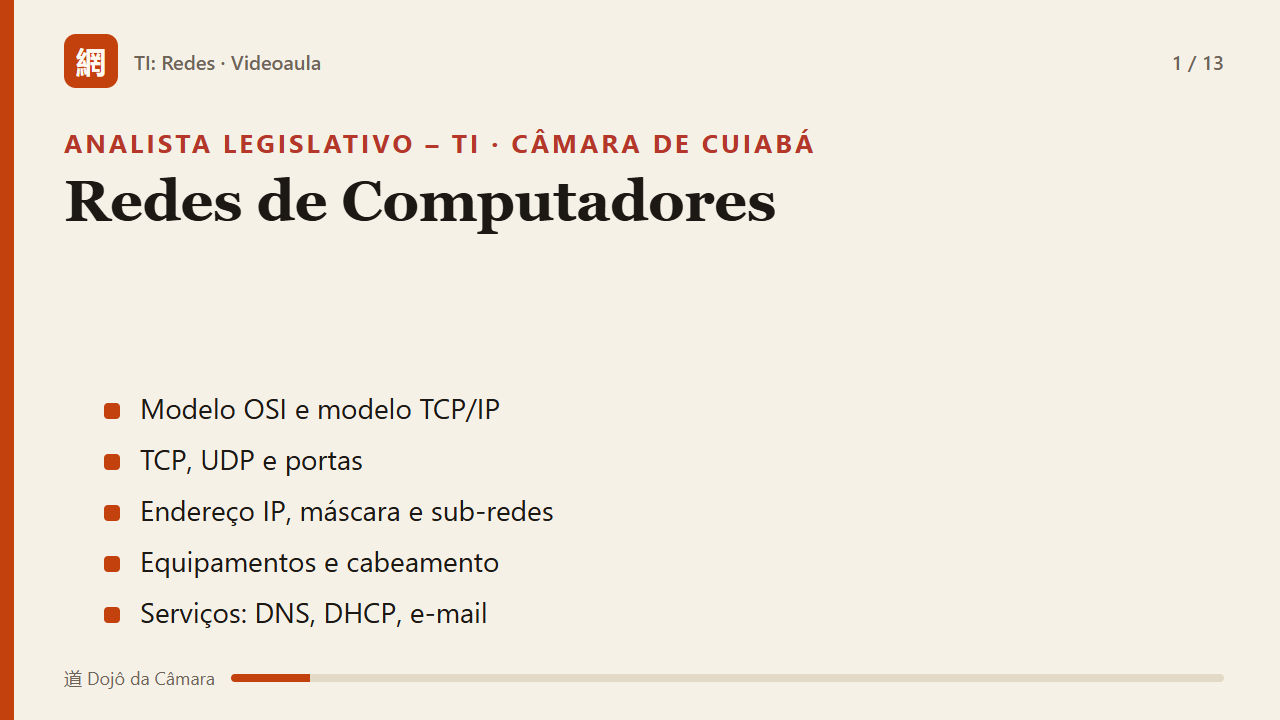 網 TI: Redes · Videoaula
1 / 13
ANALISTA LEGISLATIVO – TI · CÂMARA DE CUIABÁ
Redes de Computadores
Modelo OSI e modelo TCP/IP
TCP, UDP e portas
Endereço IP, máscara e sub-redes
Equipamentos e cabeamento
Serviços: DNS, DHCP, e-mail
道 Dojô da Câmara